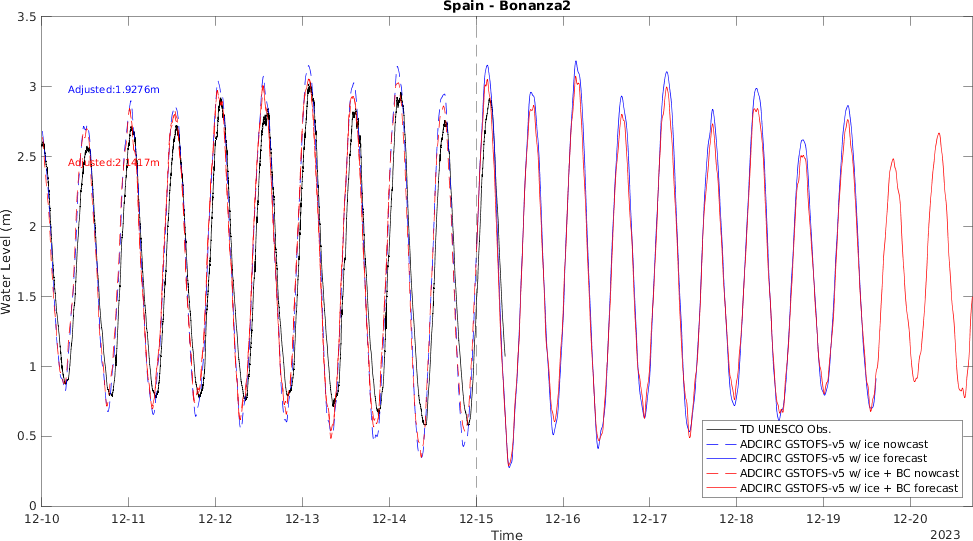 Spain - Bonanza2
3.5
3
2.5
2
1.5
1
0.5
0
Water Level (m)
Adjusted:1.9276m
Adjusted:2.1417m
TD UNESCO Obs.
ADCIRC GSTOFS-v5 w/ ice nowcast
ADCIRC GSTOFS-v5 w/ ice forecast
ADCIRC GSTOFS-v5 w/ ice + BC nowcast
ADCIRC GSTOFS-v5 w/ ice + BC forecast
12-10 12-11 12-12 12-13 12-14 12-15 12-16 12-17 12-18 12-19 12-20
Time
2023